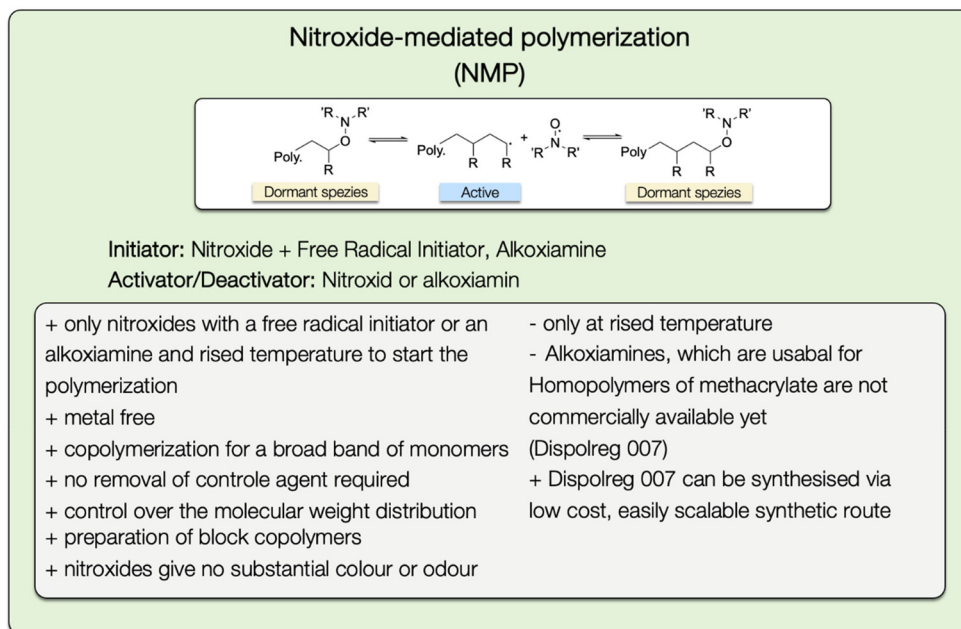 Nitroxide-mediated polymerization
(NMP)
'R R'
N
O
Poly.
R
Poly.
R R
+
O
'R N R'
'R R'
N
O
Poly
R R
Dormant spezies
Active
Dormant spezies
Initiator: Nitroxide + Free Radical Initiator, Alkoxiamine
Activator/Deactivator: Nitroxid or alkoxiamin
+ only nitroxides with a free radical initiator or an
alkoxiamine and rised temperature to start the
polymerization
+ metal free
+ copolymerization for a broad band of monomers
+ no removal of controle agent required
+ control over the molecular weight distribution
+ preparation of block copolymers
+ nitroxides give no substantial colour or odour
- only at rised temperature
- Alkoxiamines, which are usabal for
Homopolymers of methacrylate are not
commercially available yet
(Dispolreg 007)
+ Dispolreg 007 can be synthesised via
low cost, easily scalable synthetic route